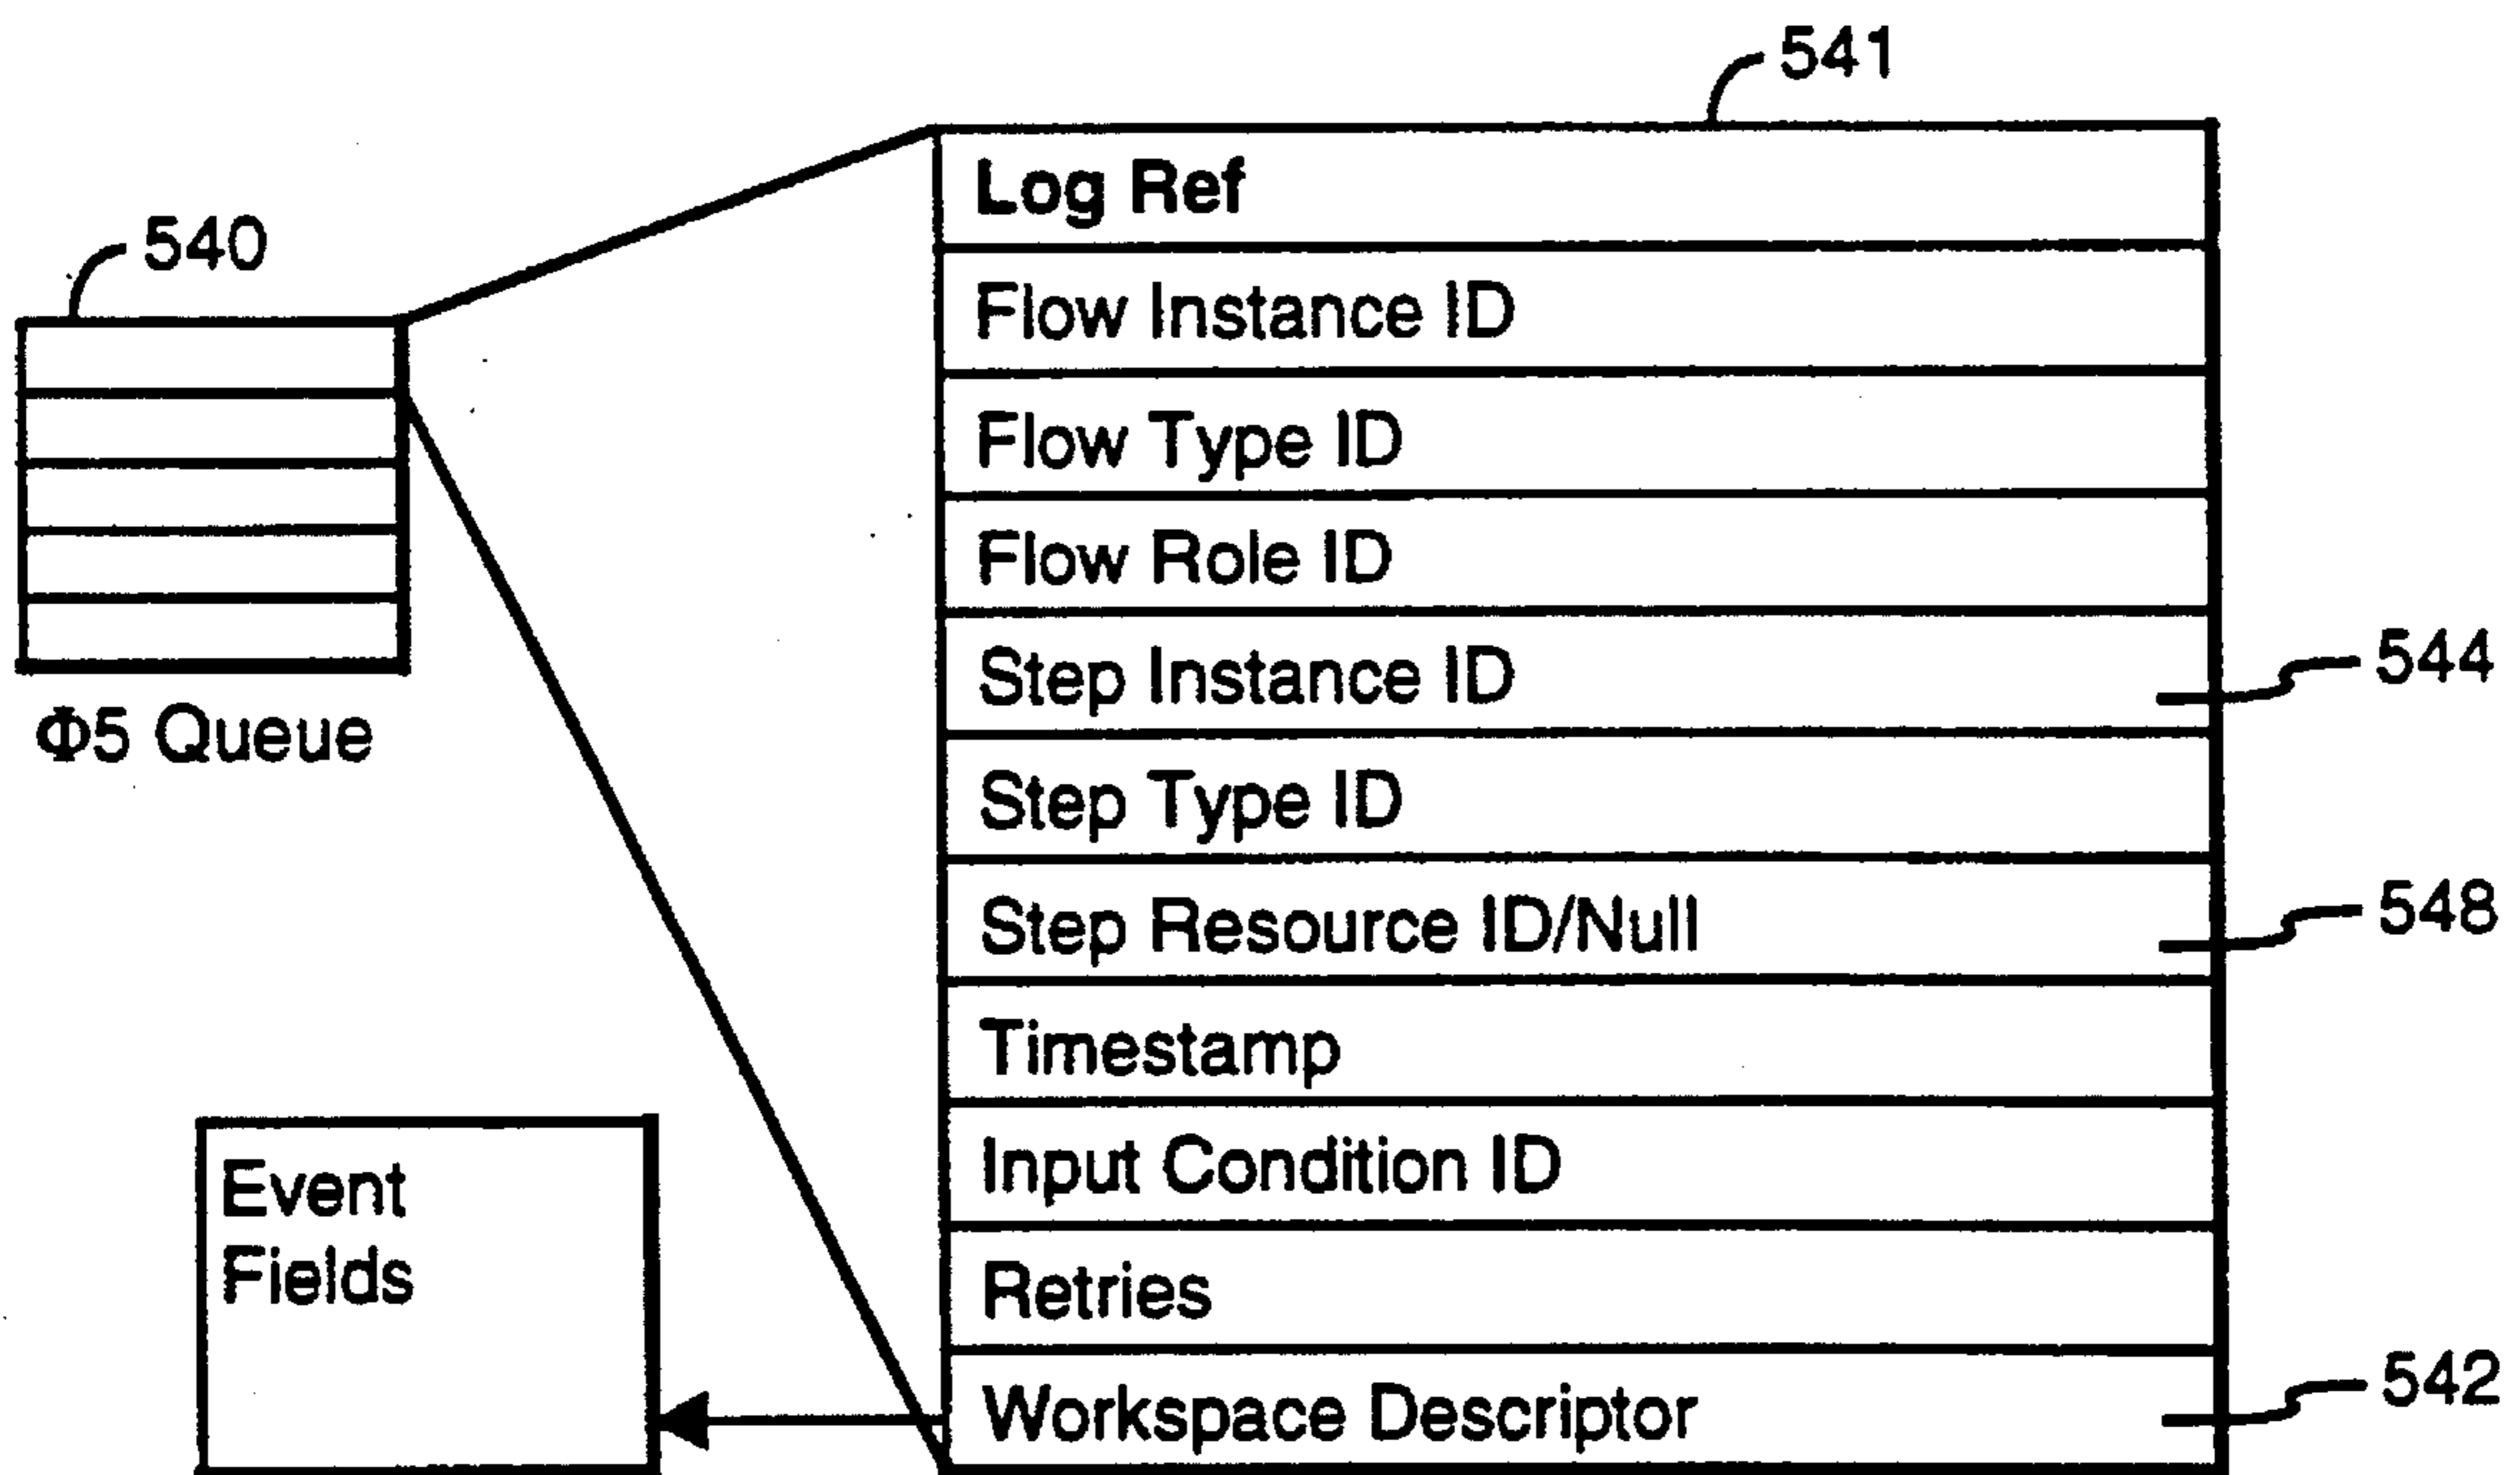 541
Log Ref
540
Flow Instance ID
Flow Type ID
Flow Role ID
Step Instance ID
544
Φ5 Queue
Step Type ID
Step Resource ID/Null
548
Timestamp
Input Condition ID
Event
Fields
Retries
Workspace Descriptor
542